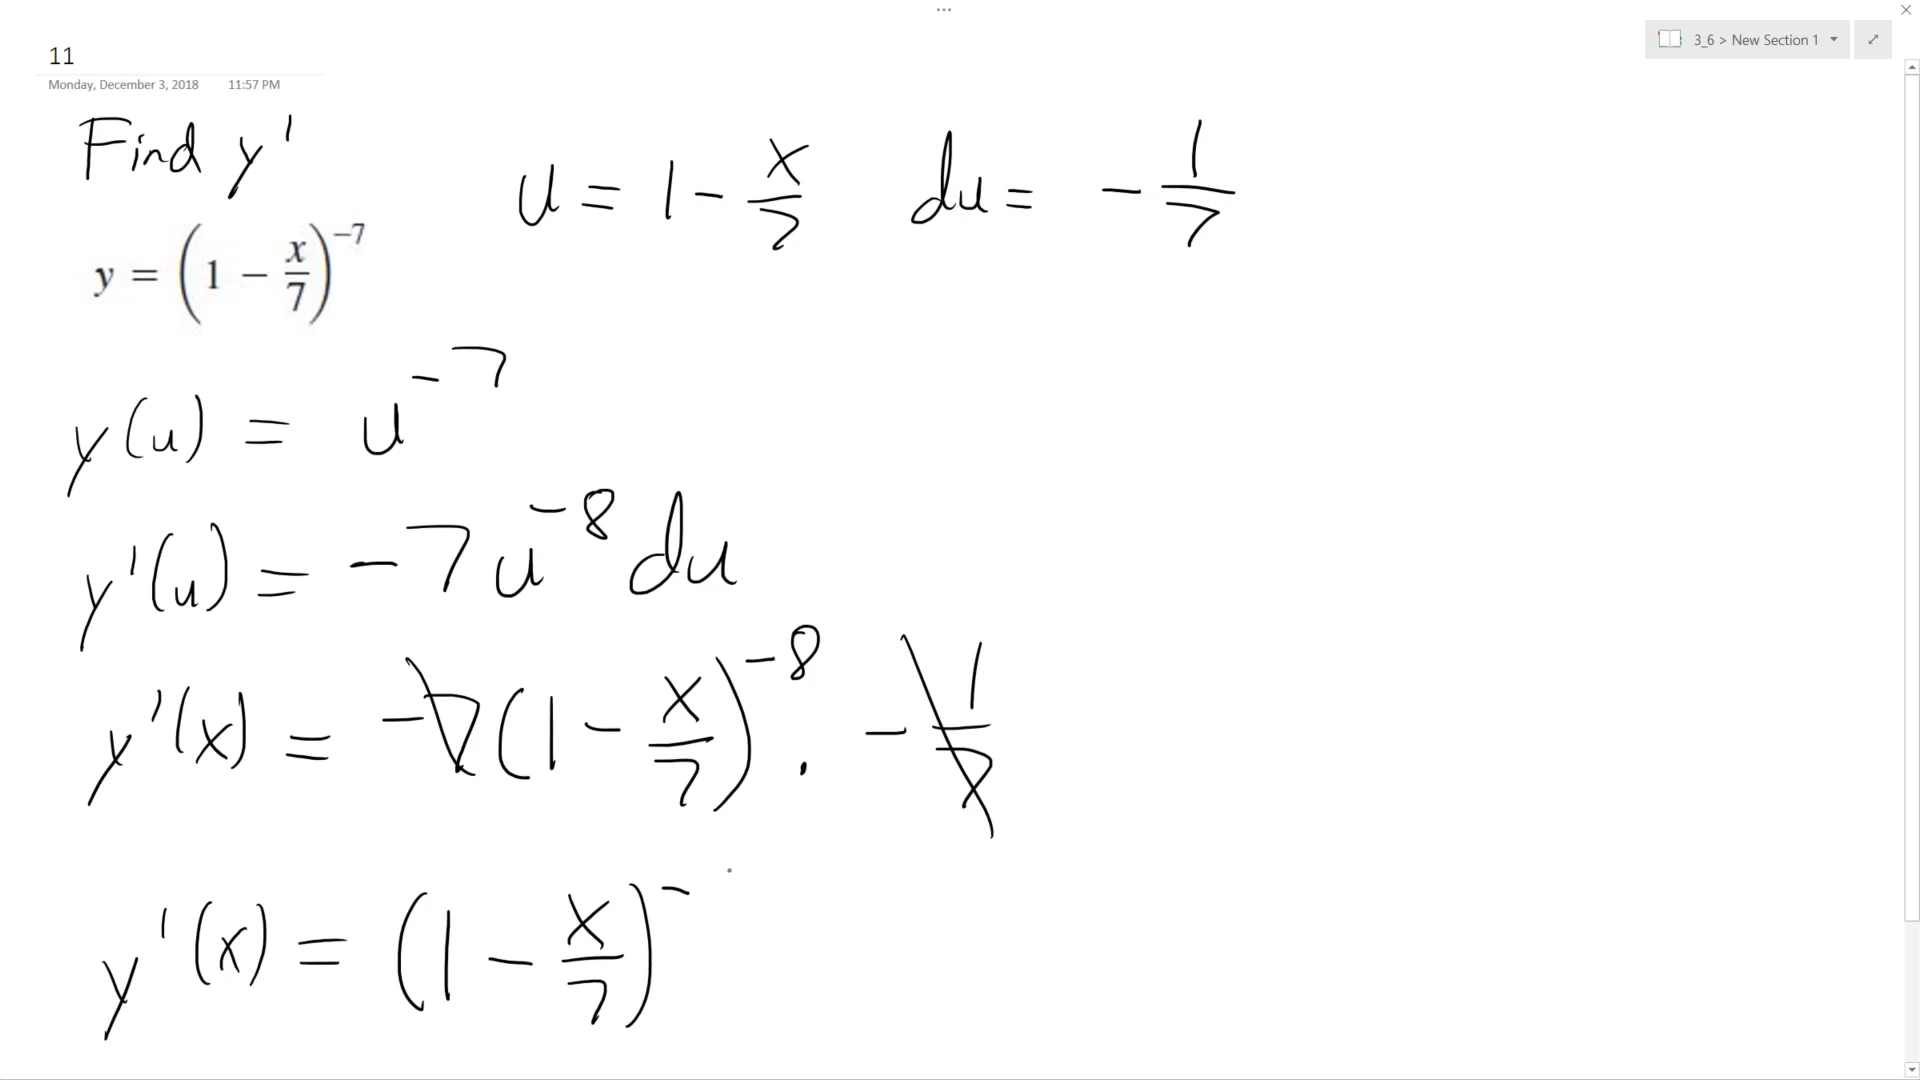 3_6 > New Section 1
11
Monday, December 3, 2018 11:57 PM
Find y'
u = 1 - x/7 du = - 1/7
y = (1 - x/7)^-7
y(u) = u^-7
y'(u) = -7u^-8 du
y'(x) = -7(1 - x/7)^-8 . - 1/7
y'(x) = (1 - x/7)^-